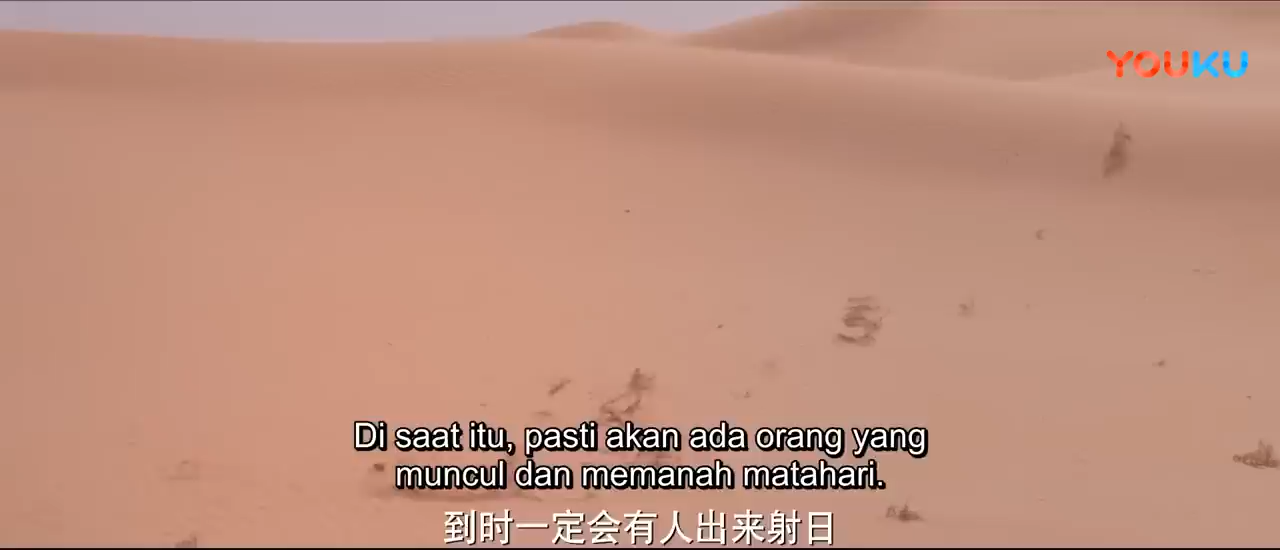 YOUKU
Di saat itu, pasti akan ada orang yang
muncul dan memanah matahari.
到时一定会有人出来射日